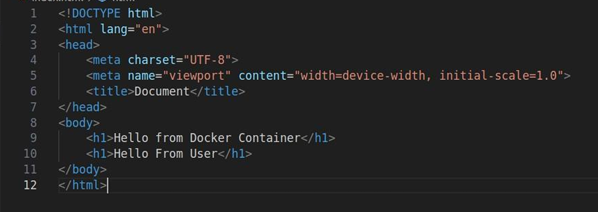 1 <!DOCTYPE html>
2 <html lang="en">
3 <head>
4     <meta charset="UTF-8">
5     <meta name="viewport" content="width=device-width, initial-scale=1.0">
6     <title>Document</title>
7 </head>
8 <body>
9     <h1>Hello from Docker Container</h1>
10     <h1>Hello From User</h1>
11 </body>
12 </html>